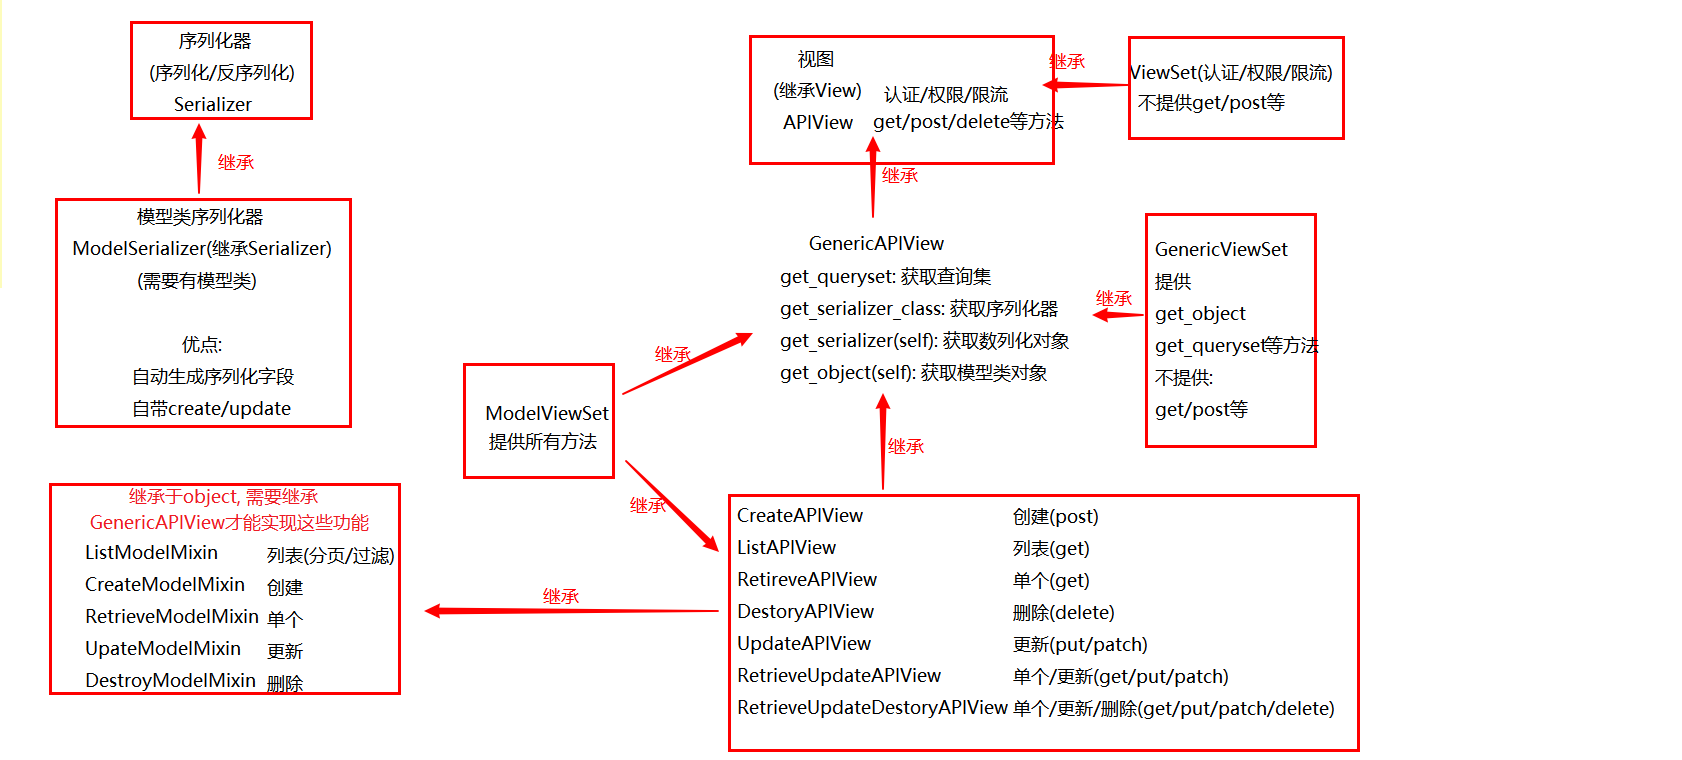 序列化器
(序列化/反序列化)
Serializer
继承
模型类序列化器
ModelSerializer(继承Serializer)
(需要有模型类)
优点:
自动生成序列化字段
自带create/update
继承于object, 需要继承
GenericAPIView才能实现这些功能
ListModelMixin 列表(分页/过滤)
CreateModelMixin 创建
RetrieveModelMixin 单个
UpateModelMixin 更新
DestroyModelMixin 删除
继承
ModelViewSet
提供所有方法
继承
继承
视图
(继承View)
APIView
认证/权限/限流
get/post/delete等方法
继承
ViewSet(认证/权限/限流)
不提供get/post等
继承
GenericAPIView
get_queryset: 获取查询集
get_serializer_class: 获取序列化器
get_serializer(self): 获取数列化对象
get_object(self): 获取模型类对象
继承
GenericViewSet
提供
get_object
get_queryset等方法
不提供:
get/post等
继承
CreateAPIView 创建(post)
ListAPIView 列表(get)
RetireveAPIView 单个(get)
DestoryAPIView 删除(delete)
UpdateAPIView 更新(put/patch)
RetrieveUpdateAPIView 单个/更新(get/put/patch)
RetrieveUpdateDestoryAPIView 单个/更新/删除(get/put/patch/delete)